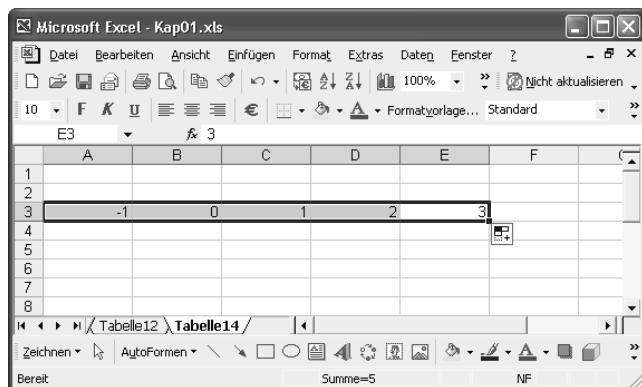 Microsoft Excel - Kap01.xls
Datei Bearbeiten Ansicht Einfügen Format Extras Daten Fenster ?
100% Nicht aktualisieren
10 F K U € A Formatvorlage... Standard
E3 fx 3
A B C D E F
1
2
3 -1 0 1 2 3
4
5
6
7
8
Tabelle12 Tabelle14
Zeichnen AutoFormen
Bereit Summe=5 NF